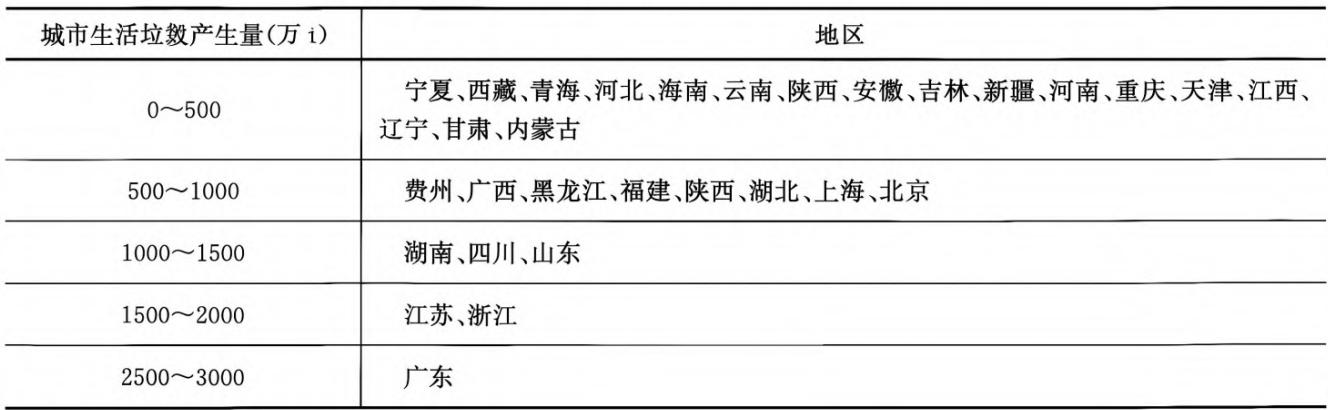 城市生活垃圾产生量(万 i) 地区
0～500 宁夏、西藏、青海、河北、海南、云南、陕西、安徽、吉林、新疆、河南、重庆、天津、江西、
辽宁、甘肃、内蒙古
500～1000 费州、广西、黑龙江、福建、陕西、湖北、上海、北京
1000～1500 湖南、四川、山东
1500～2000 江苏、浙江
2500～3000 广东